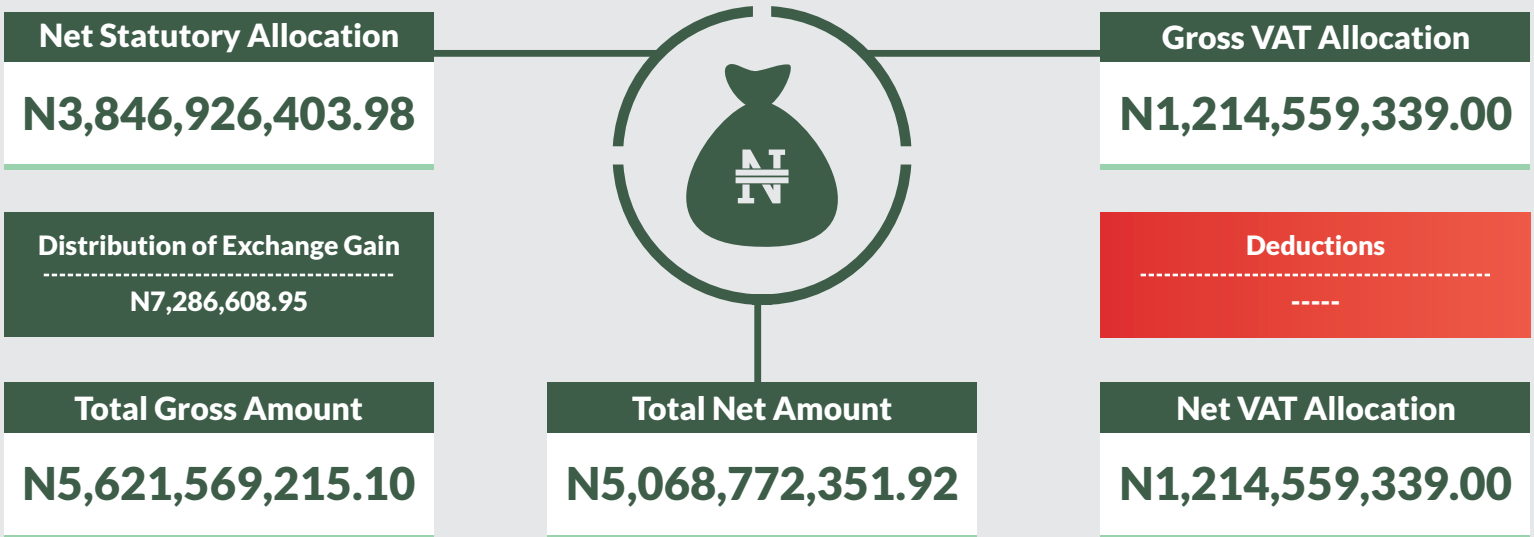 Net Statutory Allocation
N3,846,926,403.98
Gross VAT Allocation
N1,214,559,339.00
₦
Distribution of Exchange Gain
N7,286,608.95
Deductions
-----
Total Gross Amount
N5,621,569,215.10
Total Net Amount
N5,068,772,351.92
Net VAT Allocation
N1,214,559,339.00